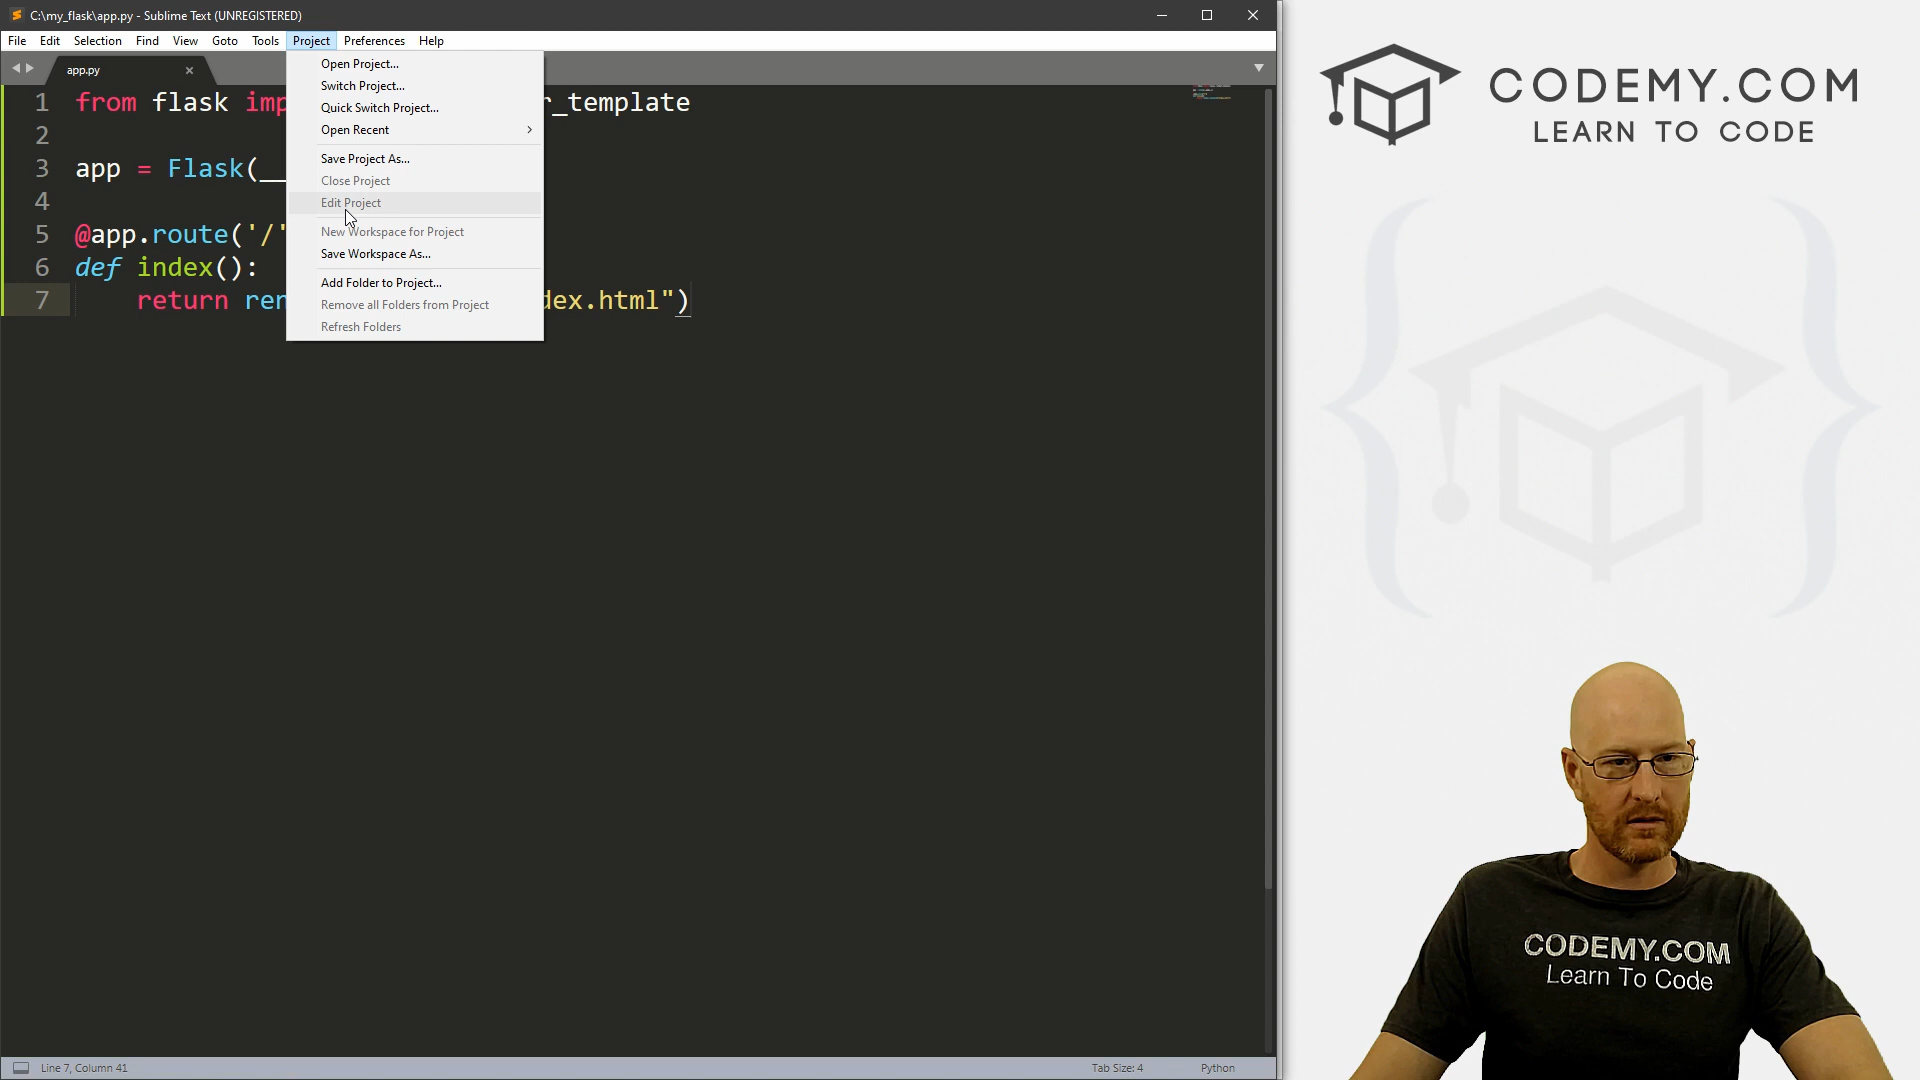 C:\my_flask\app.py - Sublime Text (UNREGISTERED)
File Edit Selection Find View Goto Tools Project Preferences Help
app.py
Open Project...
Switch Project...
Quick Switch Project...
Open Recent
Save Project As...
Close Project
Edit Project
New Workspace for Project
Save Workspace As...
Add Folder to Project...
Remove all Folders from Project
Refresh Folders
1 from flask imp r_template
2
3 app = Flask(__
4
5 @app.route('/'
6 def index():
7 return ren dex.html")
Line 7, Column 41
Tab Size: 4
Python
CODEMY.COM
LEARN TO CODE
CODEMY.COM
Learn To Code